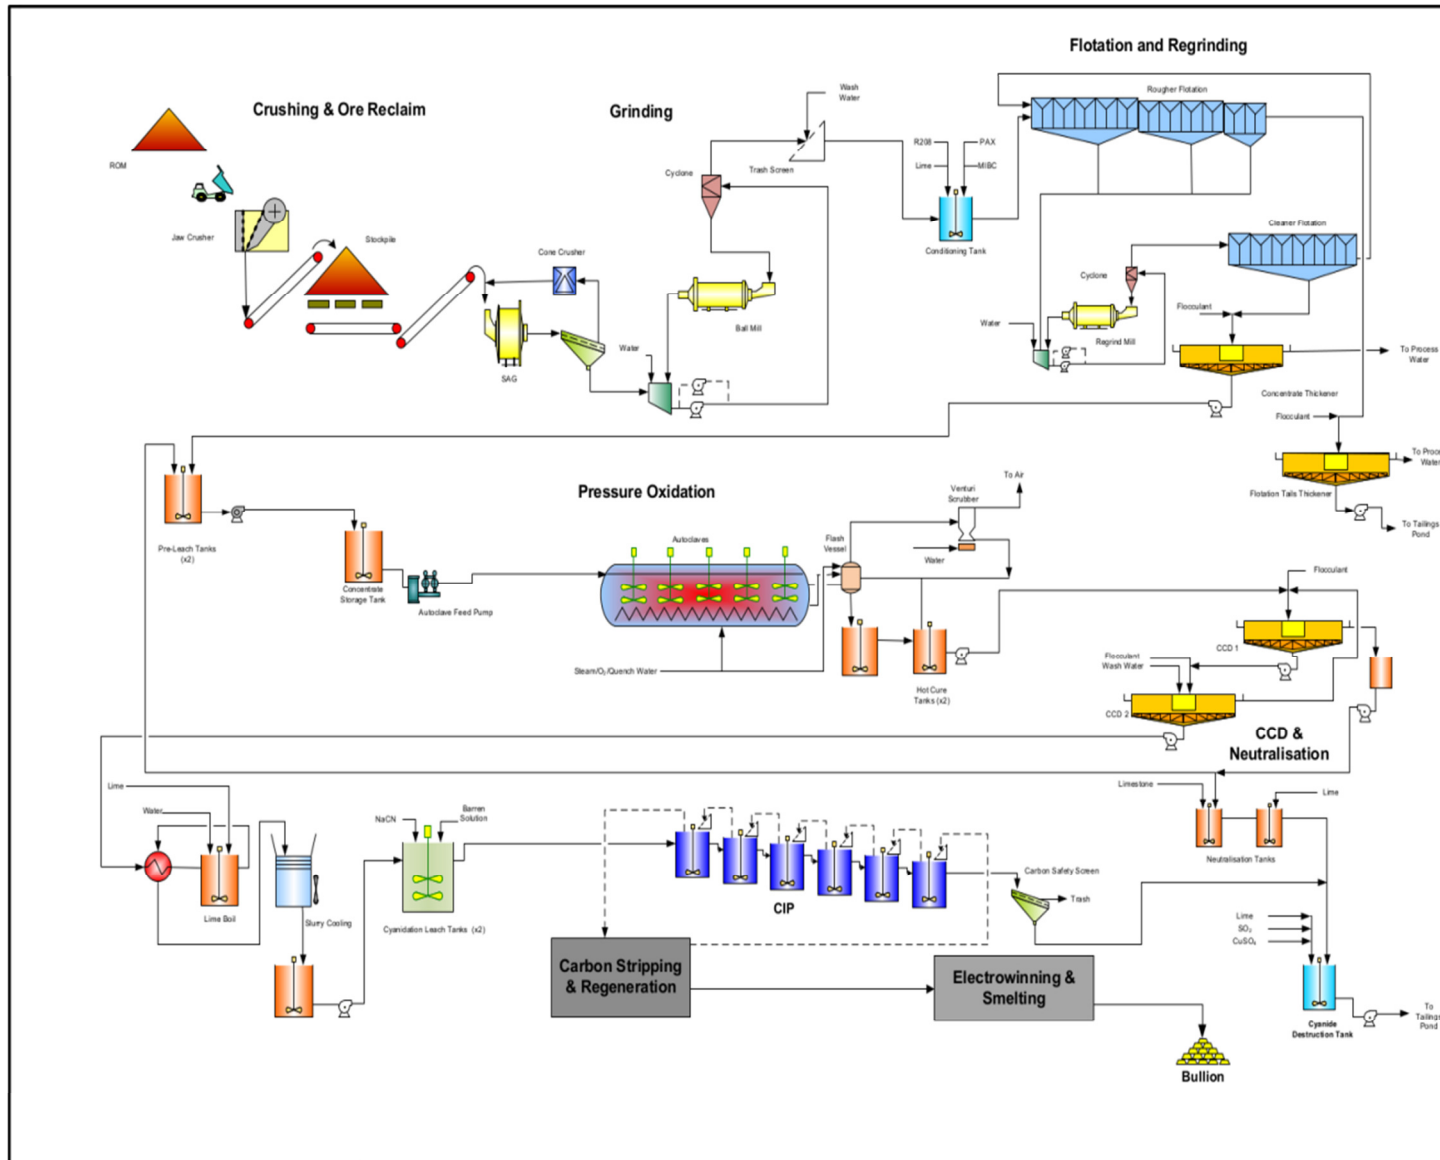 Flotation and Regrinding
Crushing & Ore Reclaim
Grinding
Wash
Water
Rougher Flotation
ROM
Cyclone
Trash Screen
R208
PAX
Lime
MIBC
Conditioning Tank
Jaw Crusher
Stockpile
Cone Crusher
Cleaner Flotation
Cyclone
Ball Mill
SAG
Water
Water
Regrind Mill
Flocculant
To Process
Water
Concentrate Thickener
Flocculant
To Proce
Water
Flotation Tails Thickener
To Tailings
Pond
Pressure Oxidation
Pre-Leach Tanks
(x2)
Concentrate
Storage Tank
Autoclave Feed Pump
Autoclaves
Flash
Vessel
Venturi
Scrubber
To Air
Water
Steam/O2/Quench Water
Hot Cure
Tanks (x2)
Flocculant
CCD 1
Flocculant
Wash Water
CCD 2
CCD &
Neutralisation
Limestone
Lime
Neutralisation Tanks
Lime
Water
Lime Boil
Slurry Cooling
NaCN
Barren
Solution
Cyanidation Leach Tanks (x2)
CIP
Carbon Safety Screen
Trash
Carbon Stripping
& Regeneration
Electrowinning &
Smelting
Bullion
Lime
SO2
CuSO4
Cyanide
Destruction Tank
To
Tailings
Pond